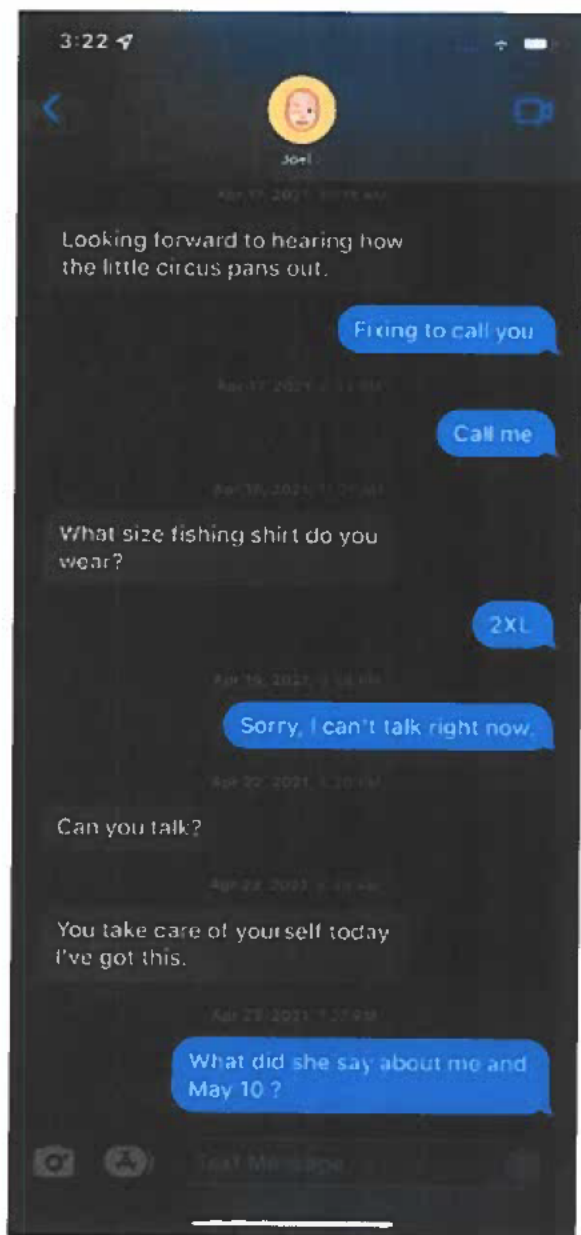 3:22
Joel
Looking forward to hearing how
the little circus pans out.
Fixing to call you
Call me
What size fishing shirt do you
wear?
2XL
Sorry, I can't talk right now.
Can you talk?
You take care of yourself today
I've got this.
What did she say about me and
May 10 ?
Text Message